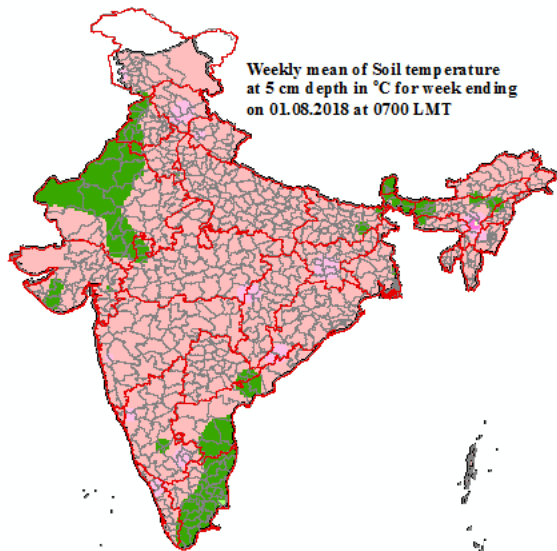 Weekly mean of Soil temperature
at 5 cm depth in °C for week ending
on 01.08.2018 at 0700 LMT